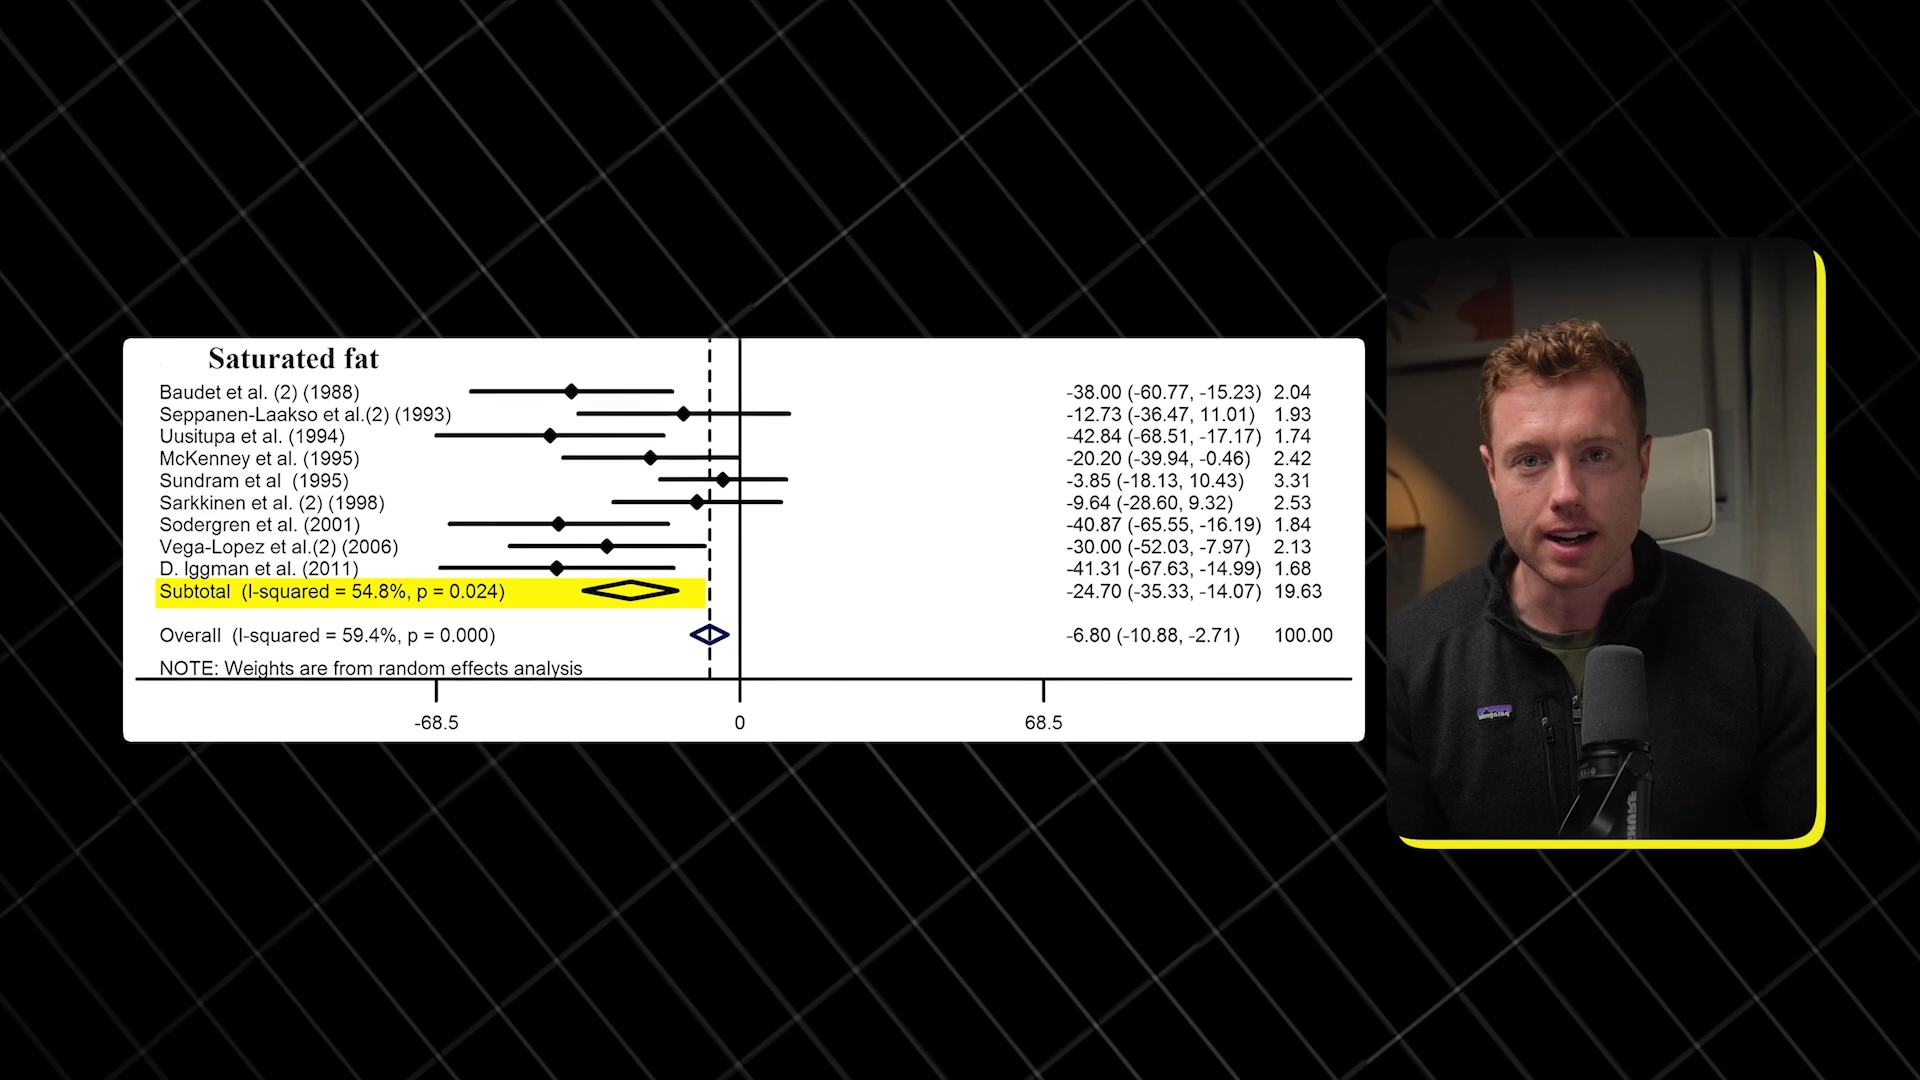 Saturated fat
Baudet et al. (2) (1988) -38.00 (-60.77, -15.23) 2.04
Seppanen-Laakso et al.(2) (1993) -12.73 (-36.47, 11.01) 1.93
Uusitupa et al. (1994) -42.84 (-68.51, -17.17) 1.74
McKenney et al. (1995) -20.20 (-39.94, -0.46) 2.42
Sundram et al (1995) -3.85 (-18.13, 10.43) 3.31
Sarkkinen et al. (2) (1998) -9.64 (-28.60, 9.32) 2.53
Sodergren et al. (2001) -40.87 (-65.55, -16.19) 1.84
Vega-Lopez et al.(2) (2006) -30.00 (-52.03, -7.97) 2.13
D. Iggman et al. (2011) -41.31 (-67.63, -14.99) 1.68
Subtotal (I-squared = 54.8%, p = 0.024) -24.70 (-35.33, -14.07) 19.63
Overall (I-squared = 59.4%, p = 0.000) -6.80 (-10.88, -2.71) 100.00
NOTE: Weights are from random effects analysis
-68.5 0 68.5